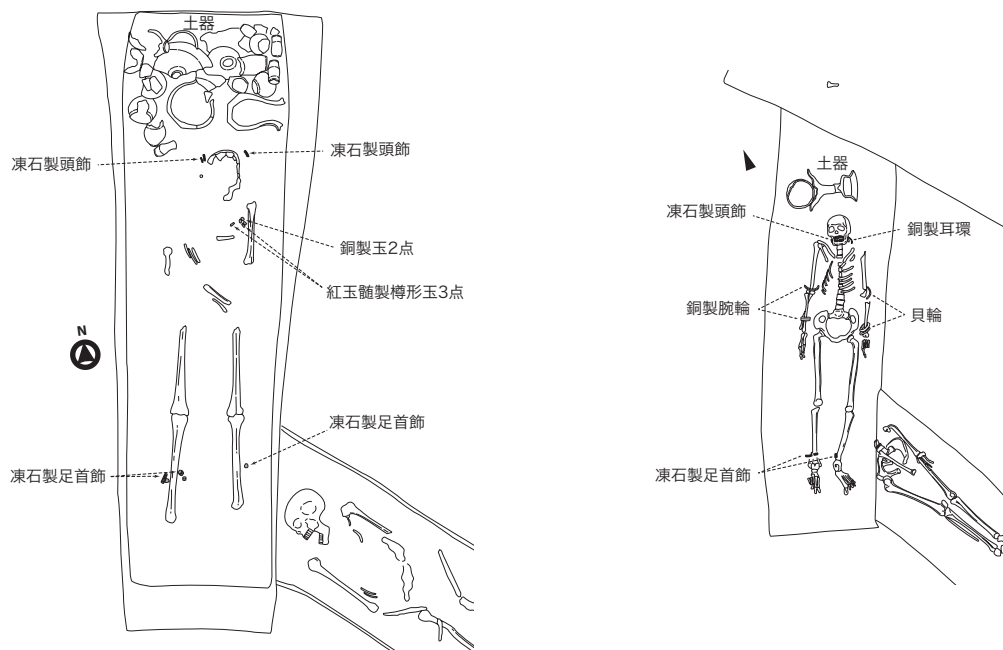 土器
凍石製頭飾
凍石製頭飾
銅製玉2点
紅玉髄製樽形玉3点
N
凍石製足首飾
凍石製足首飾
土器
凍石製頭飾
銅製耳環
銅製腕輪
貝輪
凍石製足首飾